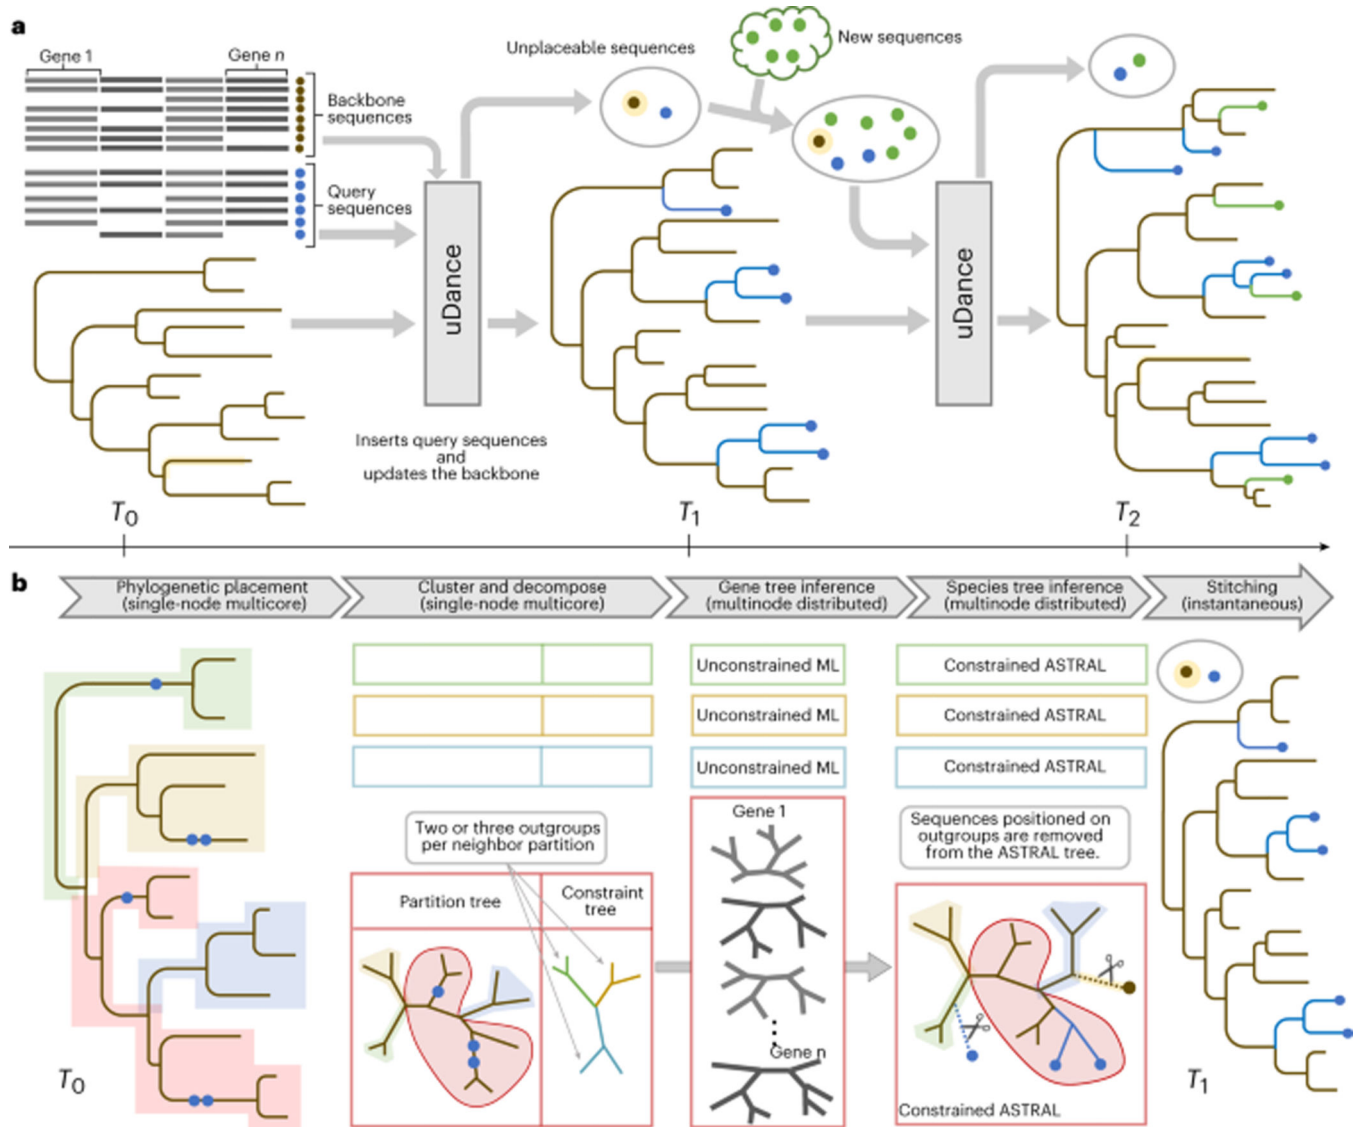 a
Gene 1
Gene n
Backbone
sequences
Query
sequences
Unplaceable sequences
New sequences
uDance
uDance
Inserts query sequences
and
updates the backbone
T0
T1
T2
b
Phylogenetic placement
(single-node multicore)
Cluster and decompose
(single-node multicore)
Gene tree inference
(multinode distributed)
Species tree inference
(multinode distributed)
Stitching
(instantaneous)
Unconstrained ML
Constrained ASTRAL
Unconstrained ML
Constrained ASTRAL
Unconstrained ML
Constrained ASTRAL
Two or three outgroups
per neighbor partition
Partition tree
Constraint
tree
Gene 1
Gene n
Sequences positioned on
outgroups are removed
from the ASTRAL tree.
Constrained ASTRAL
T0
T1